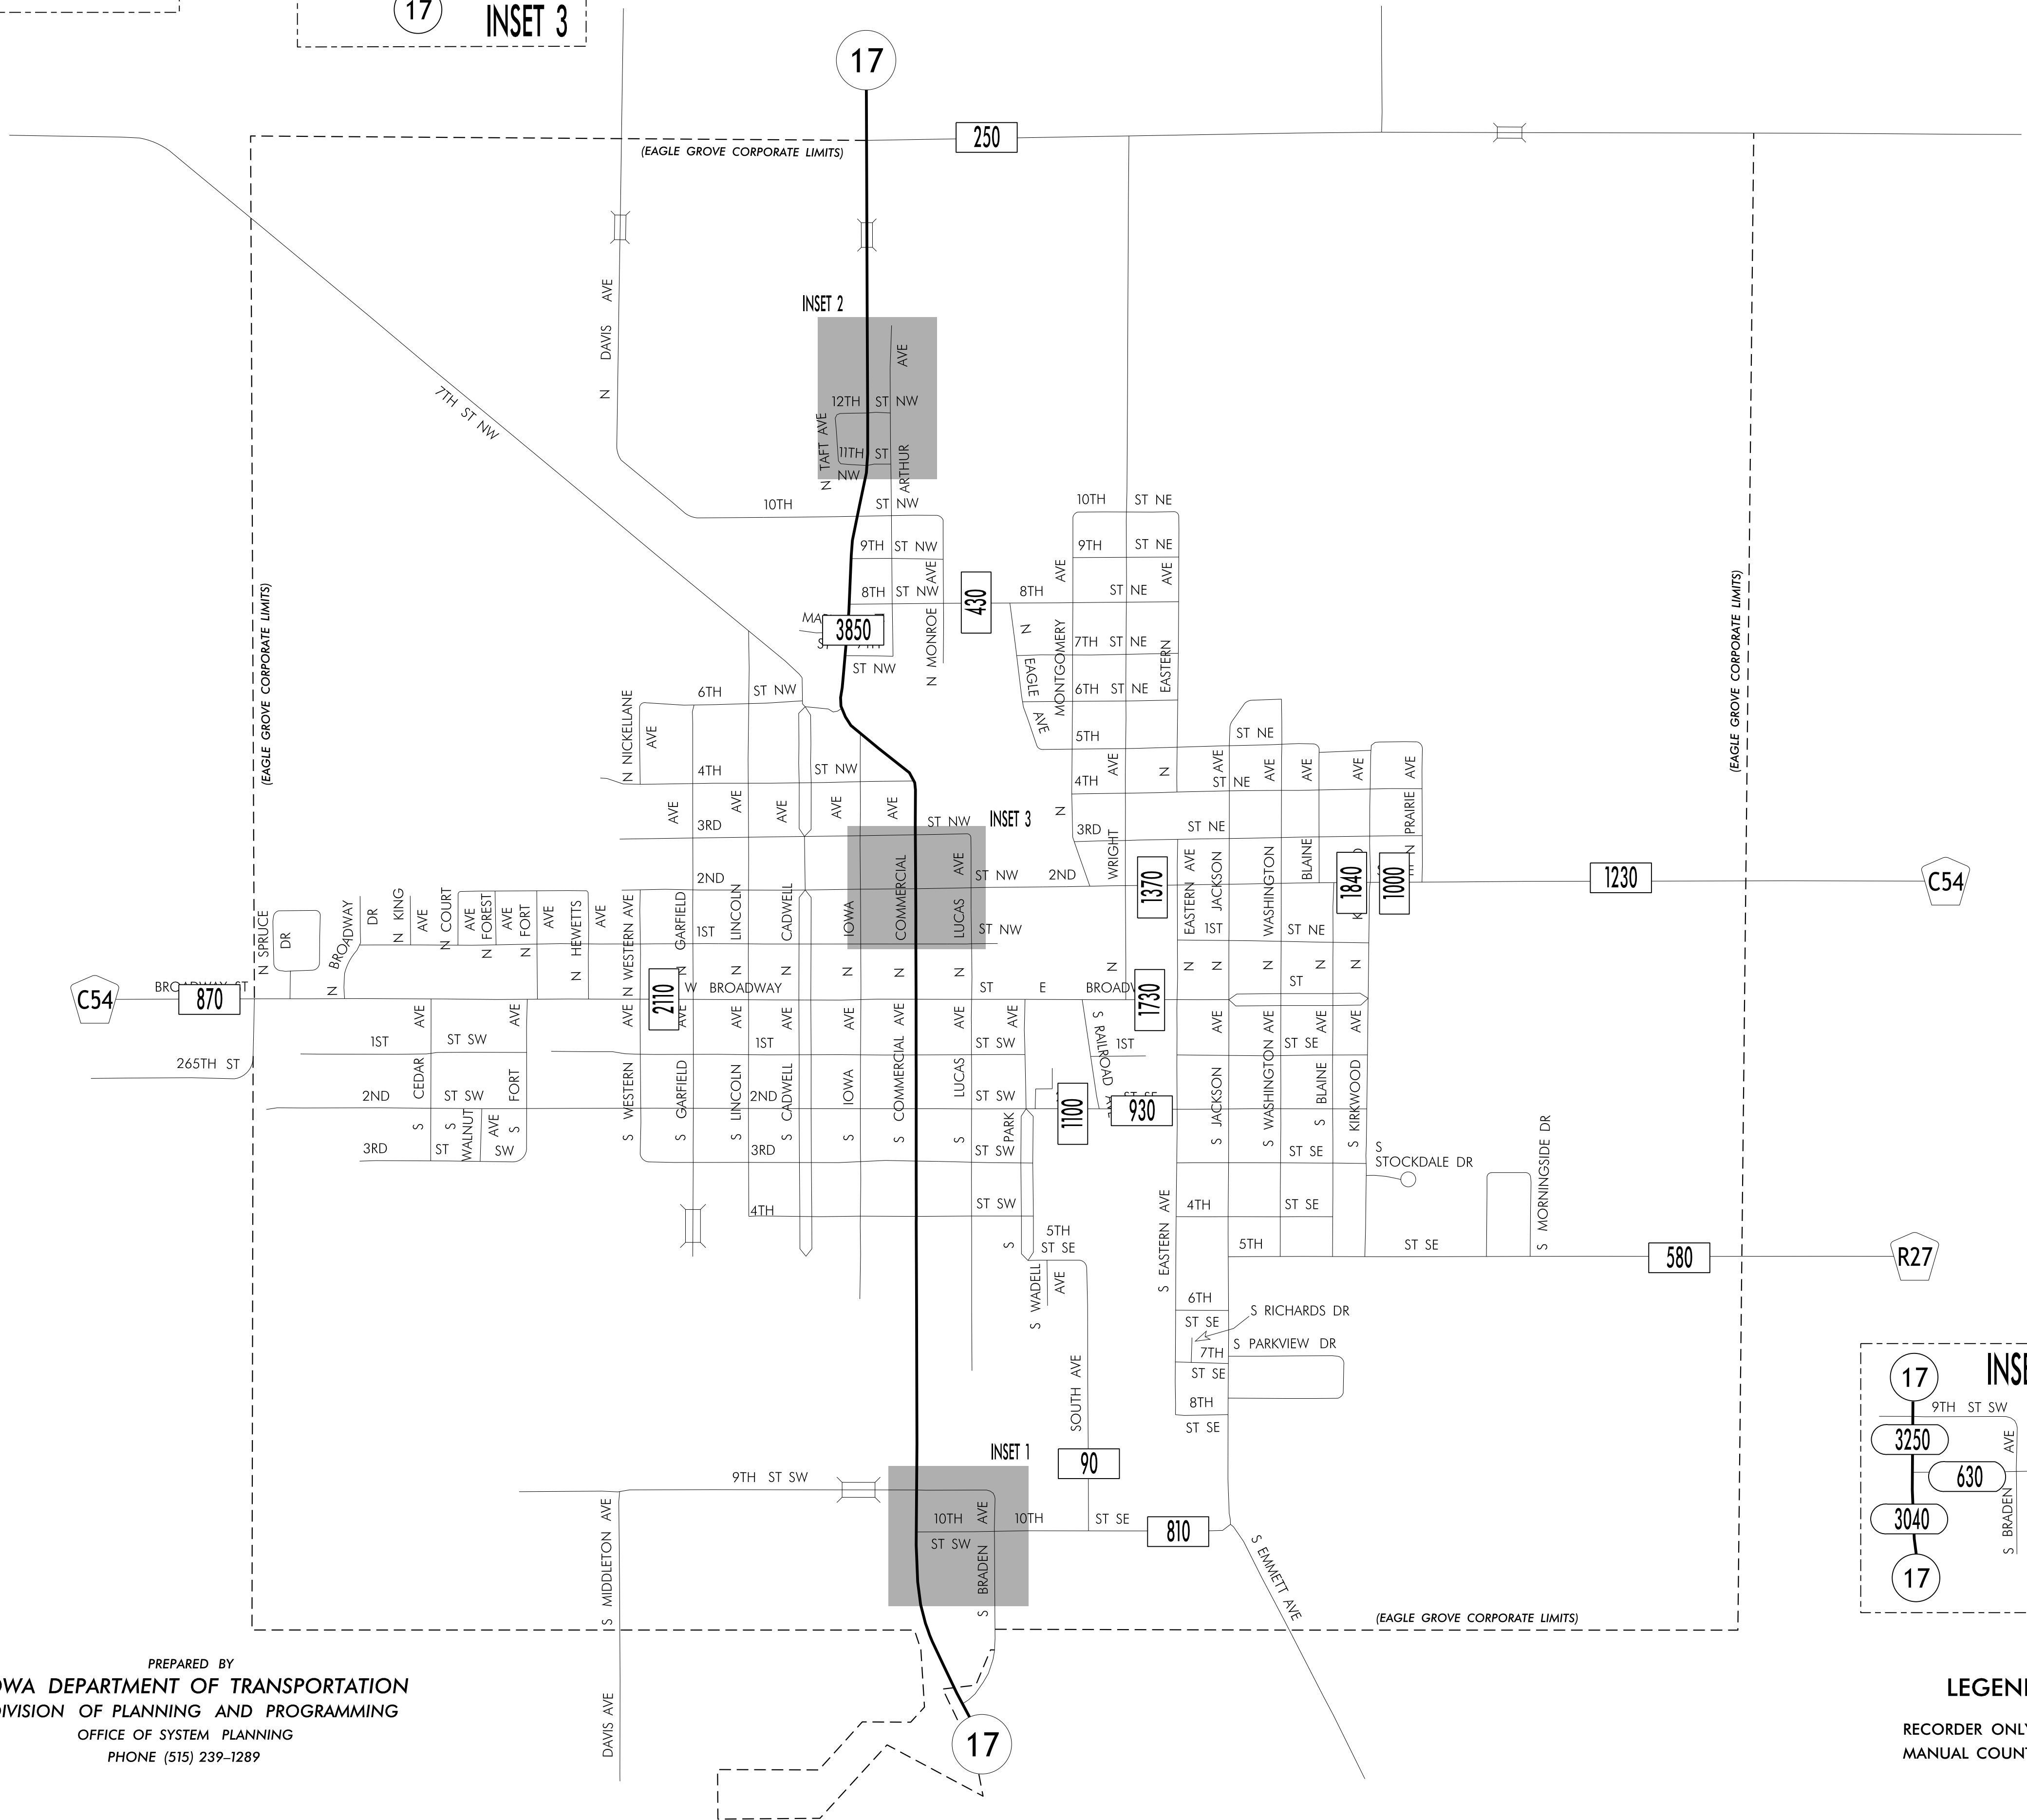 17
INSET 3
17
250
(EAGLE GROVE CORPORATE LIMITS)
N DAVIS AVE
INSET 2
7TH ST NW
N TAFT AVE
12TH ST NW
11TH ST NW
ARTHUR AVE
10TH ST NW
10TH ST NE
9TH ST NW
9TH ST NE
8TH ST NW
430
8TH ST NE
3850
ST NW
N MONROE AVE
N EAGLE AVE
N MONTGOMERY AVE
7TH ST NE
N EASTERN AVE
6TH ST NE
(EAGLE GROVE CORPORATE LIMITS)
(EAGLE GROVE CORPORATE LIMITS)
N NICKELLANE AVE
6TH ST NW
5TH ST NE
4TH ST NW
4TH ST NE
3RD ST NW
INSET 3
3RD ST NE
2ND ST NW
2ND
1370
1840
1000
1230
C54
N SPRUCE DR
N BROADWAY DR
N KING AVE
N COURT AVE
N FOREST AVE
N FORT AVE
N HEWETTS AVE
N WESTERN AVE
N GARFIELD AVE
N LINCOLN AVE
N CADWELL AVE
N IOWA AVE
N COMMERCIAL AVE
N LUCAS AVE
N WRIGHT AVE
N EASTERN AVE
N JACKSON AVE
N WASHINGTON AVE
N BLAINE AVE
N AVE
N PRAIRIE AVE
1ST ST NW
1ST ST NE
C54
870
2110
W BROADWAY ST
E
1730
ST
265TH ST
1ST ST SW
1ST ST SW
1ST ST SE
2ND ST SW
2ND ST SW
1100
930
3RD ST SW
3RD ST SW
ST SE
S CEDAR AVE
S WALNUT AVE
S FORT AVE
S WESTERN AVE
S GARFIELD AVE
S LINCOLN AVE
S CADWELL AVE
S IOWA AVE
S COMMERCIAL AVE
S LUCAS AVE
S PARK AVE
S RAILROAD
S JACKSON AVE
S WASHINGTON AVE
S BLAINE AVE
S KIRKWOOD AVE
S STOCKDALE DR
S MORNINGSIDE DR
4TH ST SW
4TH ST SE
5TH ST SE
5TH ST SE
580
R27
S WADELL AVE
S EASTERN AVE
6TH ST SE
S RICHARDS DR
7TH ST SE
S PARKVIEW DR
8TH ST SE
SOUTH AVE
INSET 1
90
9TH ST SW
S MIDDLETON AVE
10TH ST SW
10TH ST SE
810
S BRADEN AVE
S EMMETT AVE
(EAGLE GROVE CORPORATE LIMITS)
DAVIS AVE
17
17
9TH ST SW
3250
630
3040
S BRADEN AVE
17
PREPARED BY
DEPARTMENT OF TRANSPORTATION
OF PLANNING AND PROGRAMMING
OFFICE OF SYSTEM PLANNING
PHONE (515) 239–1289
RECORDER
MANUAL